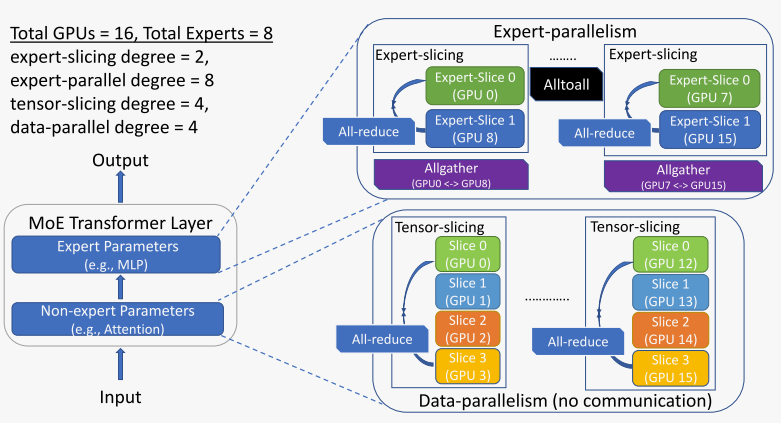 Total GPUs = 16, Total Experts = 8
expert-slicing degree = 2,
expert-parallel degree = 8
tensor-slicing degree = 4,
data-parallel degree = 4
Output
MoE Transformer Layer
Expert Parameters
(e.g., MLP)
Non-expert Parameters
(e.g., Attention)
Input
Expert-parallelism
Expert-slicing
Expert-Slice 0
(GPU 0)
All-reduce
Expert-Slice 1
(GPU 8)
Allgather
(GPU0 <-> GPU8)
........
Alltoall
Expert-slicing
Expert-Slice 0
(GPU 7)
All-reduce
Expert-Slice 1
(GPU 15)
Allgather
(GPU7 <-> GPU15)
Tensor-slicing
Slice 0
(GPU 0)
Slice 1
(GPU 1)
Slice 2
(GPU 2)
All-reduce
Slice 3
(GPU 3)
.............
Tensor-slicing
Slice 0
(GPU 12)
Slice 1
(GPU 13)
Slice 2
(GPU 14)
All-reduce
Slice 3
(GPU 15)
Data-parallelism (no communication)